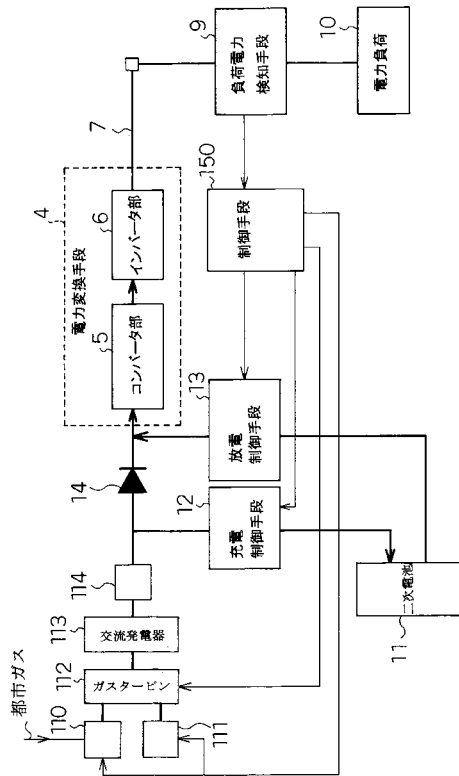 都市ガス
110
111
112
ガスタービン
113
交流発電器
114
14
12
充電
制御手段
13
放電
制御手段
11
二次電池
4
電力変換手段
5
コンバータ部
6
インバータ部
7
150
制御手段
9
負荷電力
検知手段
10
電力負荷